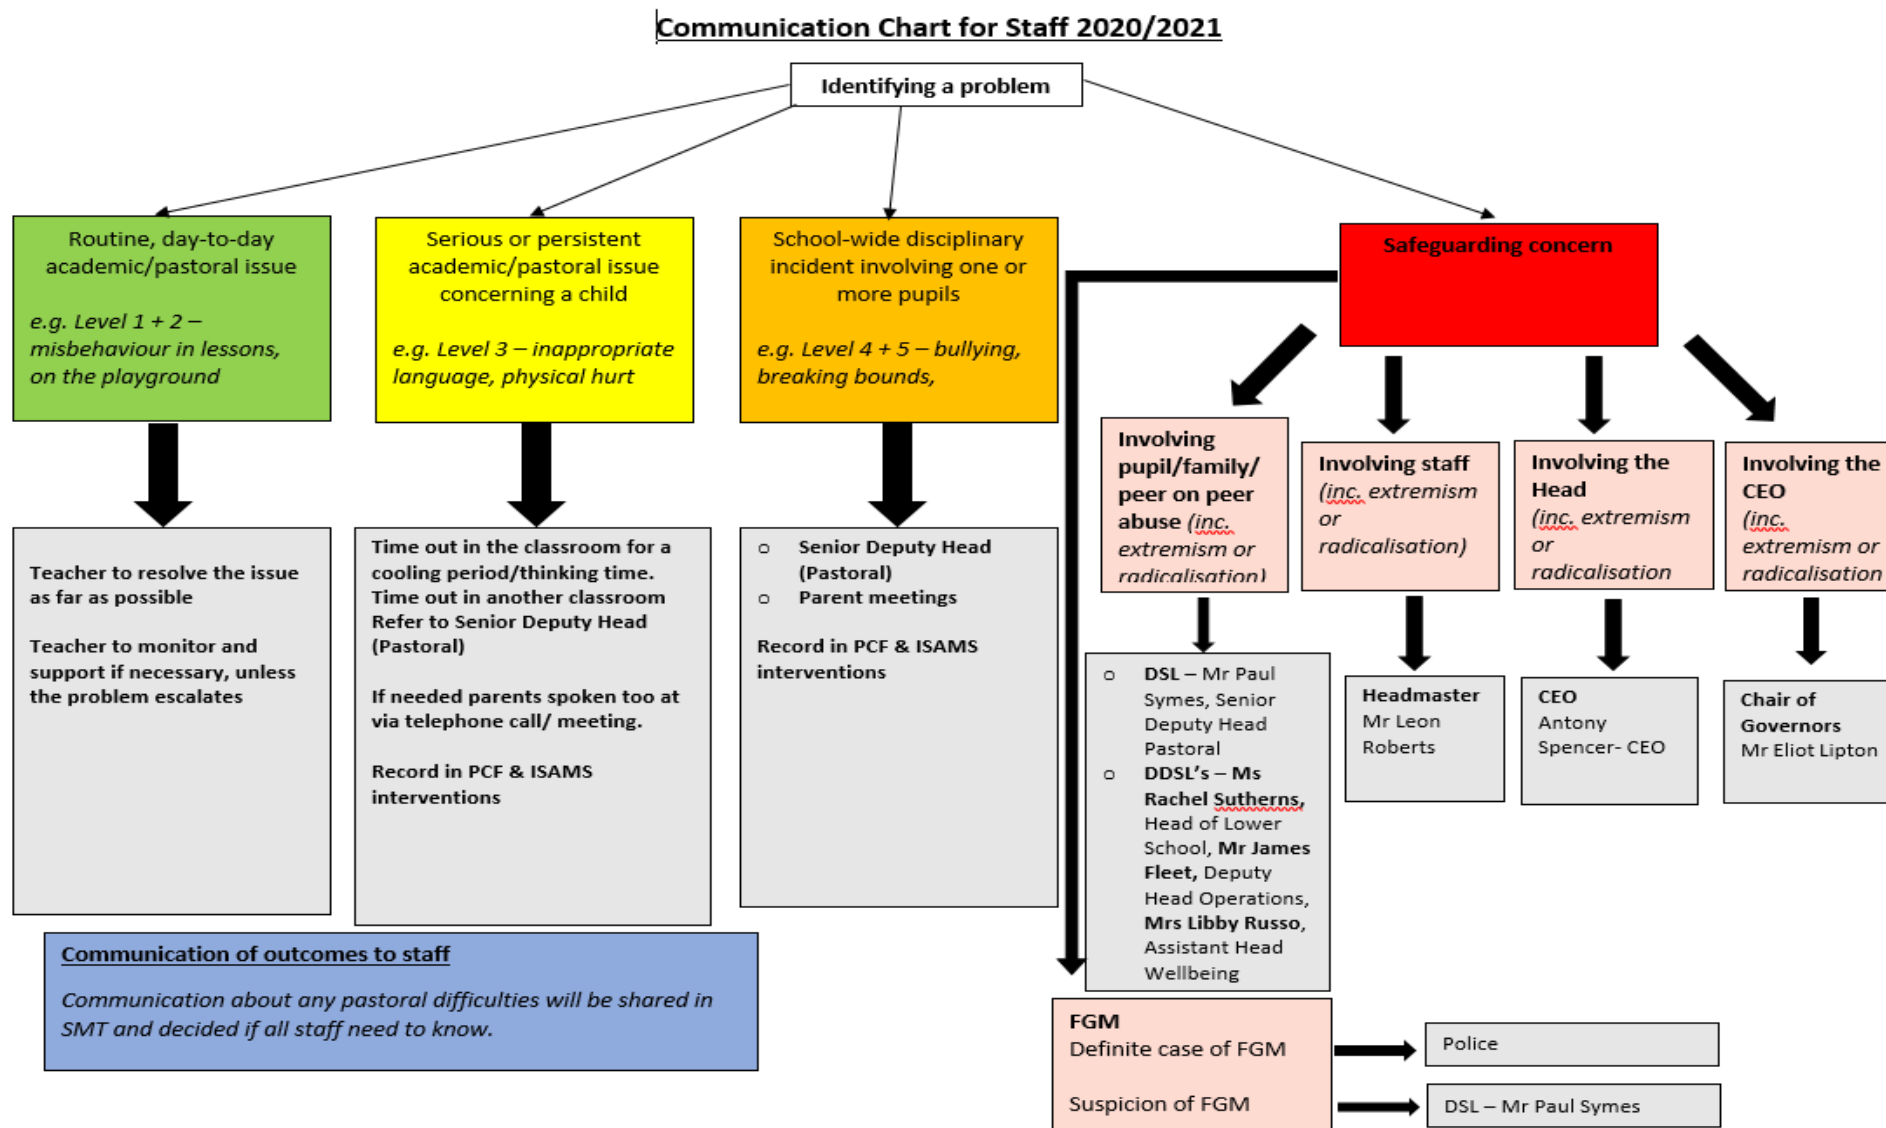 Communication Chart for Staff 2020/2021
Identifying a problem
Routine, day-to-day
academic/pastoral issue
e.g. Level 1 + 2 –
misbehaviour in lessons,
on the playground
Serious or persistent
academic/pastoral issue
concerning a child
e.g. Level 3 – inappropriate
language, physical hurt
School-wide disciplinary
incident involving one or
more pupils
e.g. Level 4 + 5 – bullying,
breaking bounds,
Safeguarding concern
Teacher to resolve the issue
as far as possible
Teacher to monitor and
support if necessary, unless
the problem escalates
Time out in the classroom for a
cooling period/thinking time.
Time out in another classroom
Refer to Senior Deputy Head
(Pastoral)
If needed parents spoken too at
via telephone call/ meeting.
Record in PCF & ISAMS
interventions
o Senior Deputy Head
(Pastoral)
o Parent meetings
Record in PCF & ISAMS
interventions
Involving
pupil/family/
peer on peer
abuse (inc.
extremism or
radicalisation)
Involving staff
(inc. extremism
or
radicalisation)
Involving the
Head
(inc. extremism
or
radicalisation
Involving the
CEO
(inc.
extremism or
radicalisation
o DSL – Mr Paul
Symes, Senior
Deputy Head
Pastoral
o DDSL's – Ms
Rachel Sutherns,
Head of Lower
School, Mr James
Fleet, Deputy
Head Operations,
Mrs Libby Russo,
Assistant Head
Wellbeing
Headmaster
Mr Leon
Roberts
CEO
Antony
Spencer- CEO
Chair of
Governors
Mr Eliot Lipton
Communication of outcomes to staff
Communication about any pastoral difficulties will be shared in
SMT and decided if all staff need to know.
FGM
Definite case of FGM
Suspicion of FGM
Police
DSL – Mr Paul Symes